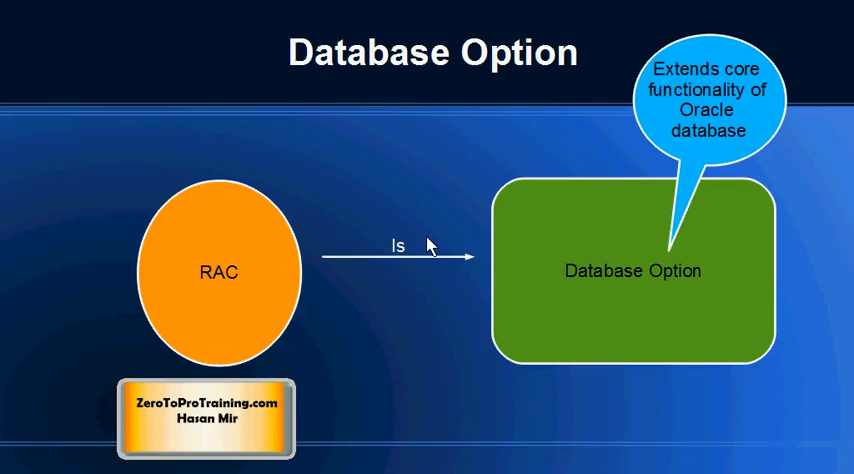 Database Option
Extends core
functionality of
Oracle
database
RAC
Is
Database Option
ZeroToProTraining.com
Hasan Mir